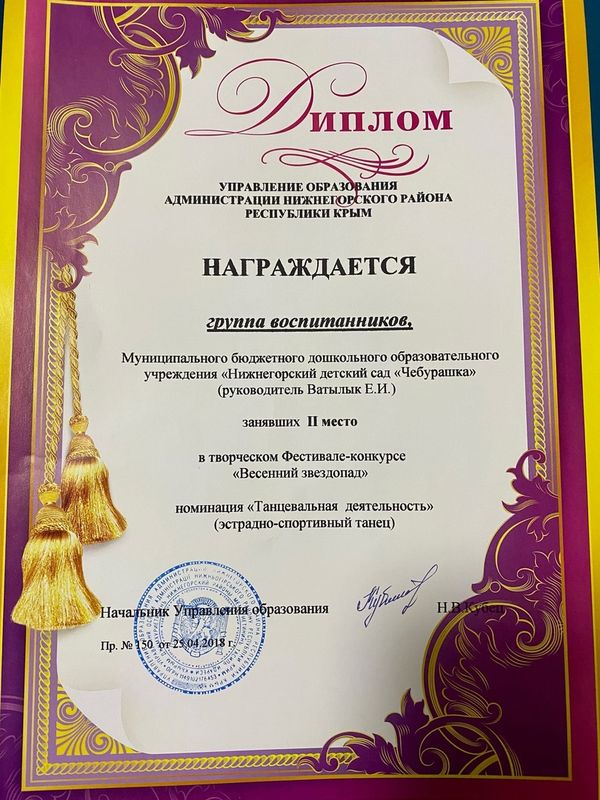 Диплом
УПРАВЛЕНИЕ ОБРАЗОВАНИЯ
АДМИНИСТРАЦИИ НИЖНЕГОРСКОГО РАЙОНА
РЕСПУБЛИКИ КРЫМ
НАГРАЖДАЕТСЯ
группа воспитанников,
Муниципального бюджетного дошкольного образовательного
учреждения «Нижнегорский детский сад «Чебурашка»
(руководитель Ватылык Е.И.)
занявших II место
в творческом Фестивале-конкурсе
«Весенний звездопад»
номинация «Танцевальная деятельность»
(эстрадно-спортивный танец)
Начальник Управления образования Н.В.Кубец
Пр. № 150 от 25.04.2018 г.